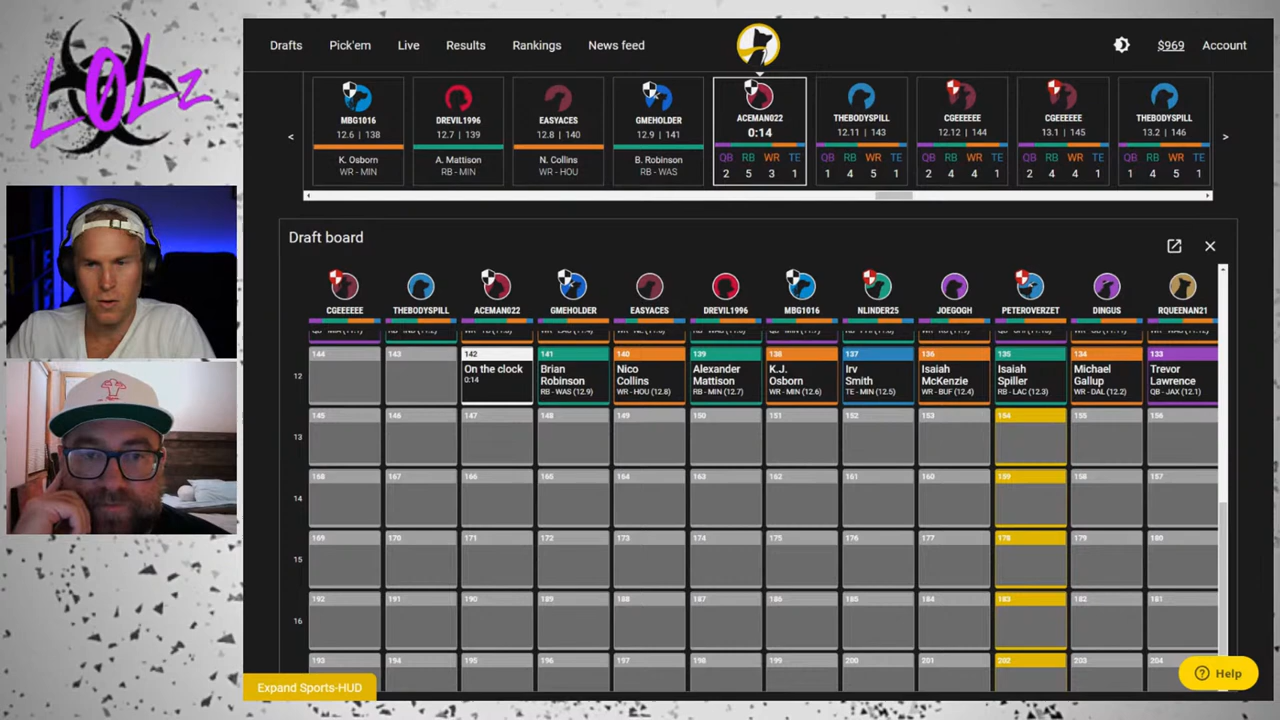 LOLz
Drafts Pick'em Live Results Rankings News feed $969 Account
MBG1016 DREVIL1996 EASYACES GMEHOLDER ACEMAN022 THEBODYSPILL CGEEEEEE CGEEEEEE THEBODYSPILL
12.6 | 138 12.7 | 139 12.8 | 140 12.9 | 141 0:14 12.11 | 143 12.12 | 144 13.1 | 145 13.2 | 146
< K. Osborn A. Mattison N. Collins B. Robinson QB RB WR TE QB RB WR TE QB RB WR TE QB RB WR TE QB RB WR TE >
WR - MIN RB - MIN WR - HOU RB - WAS 2 5 3 1 1 4 5 1 2 4 4 1 2 4 4 1 1 4 5 1
Draft board
CGEEEEEE THEBODYSPILL ACEMAN022 GMEHOLDER EASYACES DREVIL1996 MBG1016 NLINDER25 JOEGOGH PETEROVERZET DINGUS RQUEENAN21
144 143 142 141 140 139 138 137 136 135 134 133
12 On the clock Brian Nico Alexander K.J. Irv Isaiah Isaiah Michael Trevor
0:14 Robinson Collins Mattison Osborn Smith McKenzie Spiller Gallup Lawrence
RB - WAS (12.9) WR - HOU (12.8) RB - MIN (12.7) WR - MIN (12.6) TE - MIN (12.5) WR - BUF (12.4) RB - LAC (12.3) WR - DAL (12.2) QB - JAX (12.1)
145 146 147 148 149 150 151 152 153 154 155 156
13
168 167 166 165 164 163 162 161 160 159 158 157
14
169 170 171 172 173 174 175 176 177 178 179 180
15
192 191 190 189 188 187 186 185 184 183 182 181
16
193 194 195 196 197 198 199 200 201 202 203 204
Expand Sports-HUD
Help